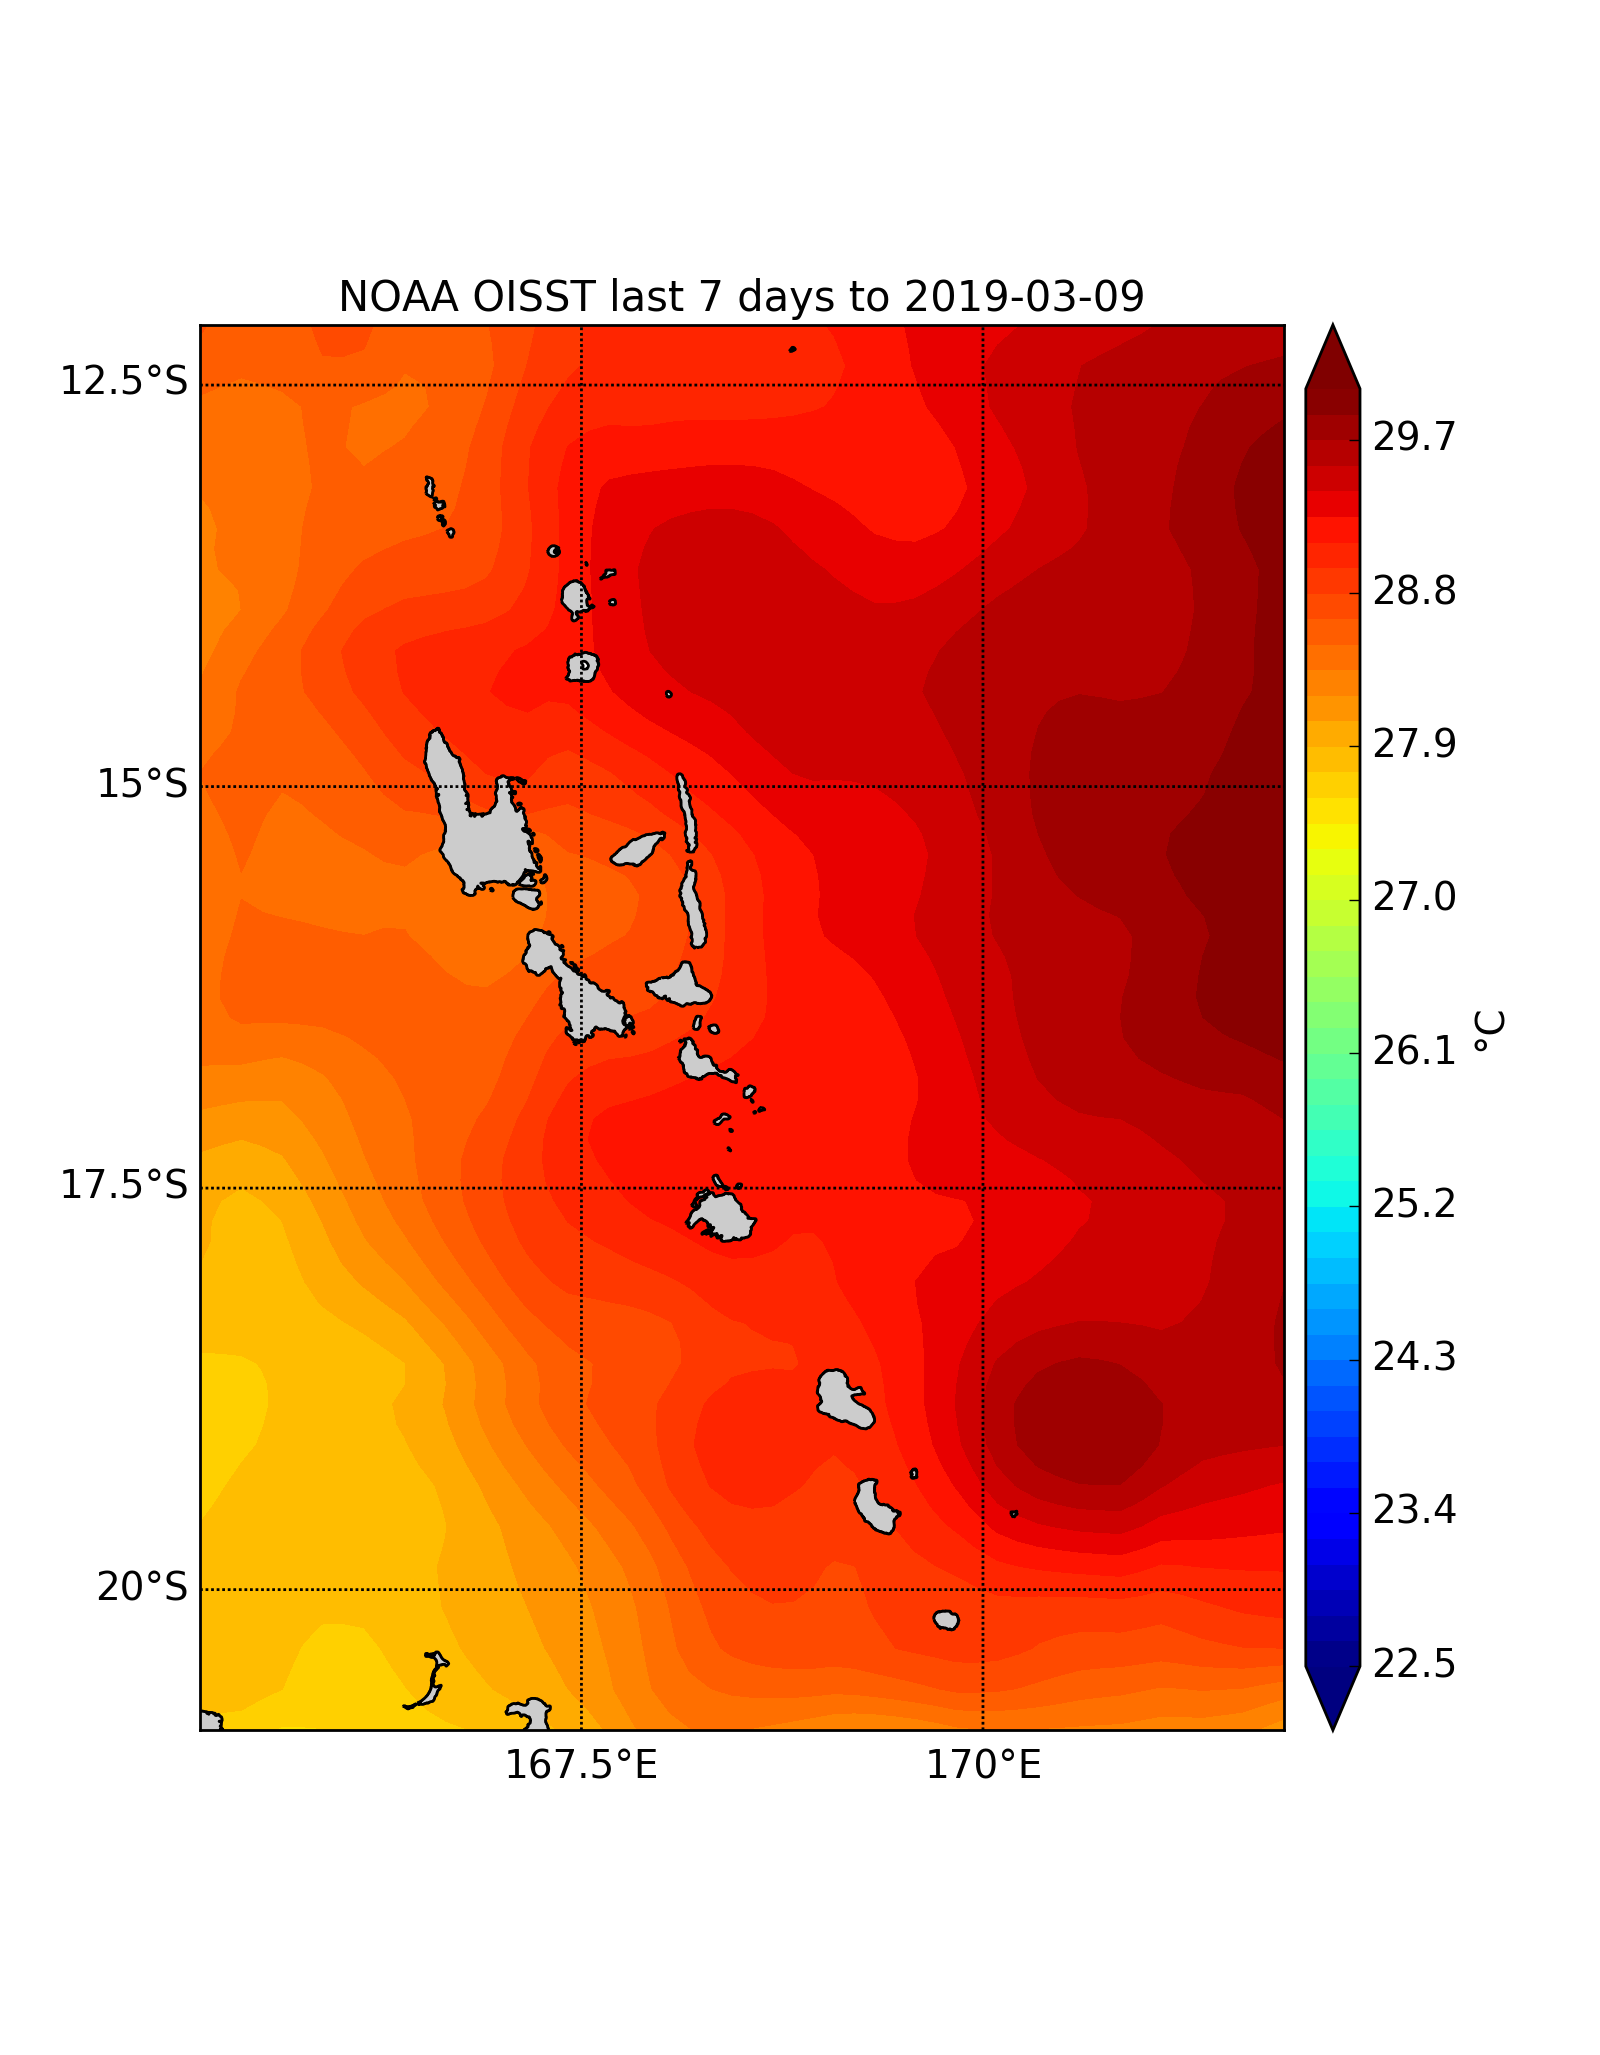 NOAA OISST last 7 days to 2019-03-09
12.5°S
15°S
17.5°S
20°S
167.5°E
170°E
29.7
28.8
27.9
27.0
26.1
25.2
24.3
23.4
22.5
°C